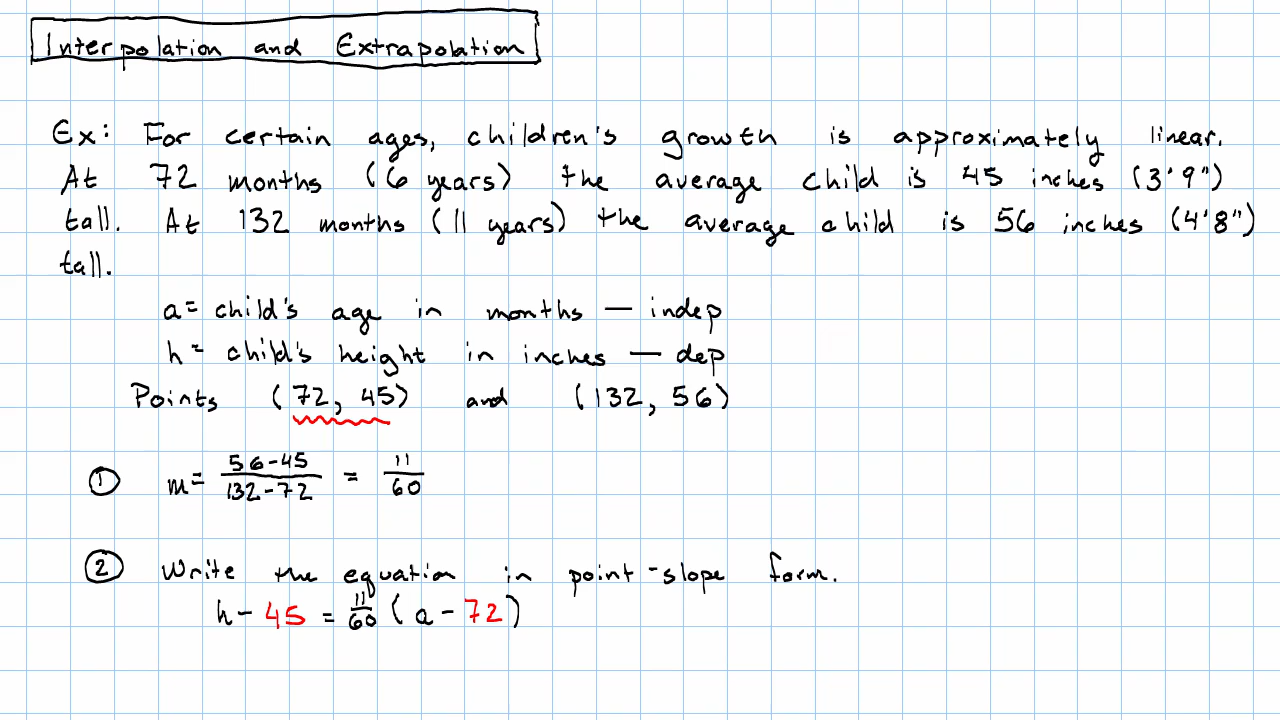 Interpolation and Extrapolation
Ex: For certain ages, children's growth is approximately linear.
At 72 months (6 years) the average child is 45 inches (3'9")
tall. At 132 months (11 years) the average child is 56 inches (4'8")
tall.
a= child's age in months — indep
h= child's height in inches — dep
Points (72, 45) and (132, 56)
① m= 56-45/132-72 = 11/60
② Write the equation in point-slope form.
h- 45 = 11/60 (a - 72)